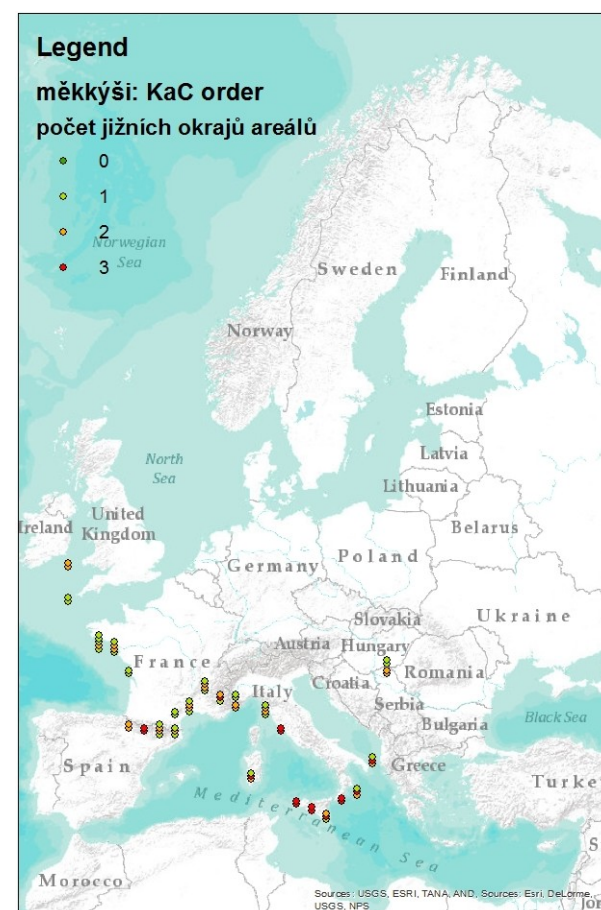 Legend
měkkýši: KaC order
počet jižních okrajů areálů
0
1
2
3
Norwegian
Sea
Sweden
Finland
Norway
Estonia
North
Sea
Latvia
Lithuania
Ireland
United
Kingdom
Belarus
Germany
Poland
Ukraine
Slovakia
France
Austria
Hungary
Romania
Italy
Croatia
Serbia
Bulgaria
Black Sea
Spain
Greece
Turke
Mediterranean Sea
S
Morocco
Jor
Sources: USGS, ESRI, TANA, AND, Sources: Esri, DeLorme,
USGS, NPS